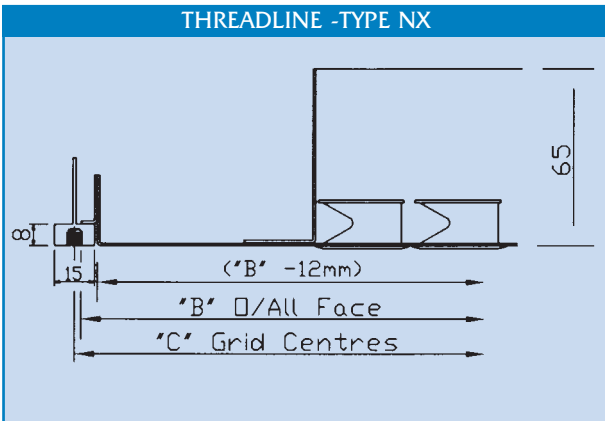 THREADLINE -TYPE NX
65
8
15
("B" -12mm)
"B" O/All Face
"C" Grid Centres